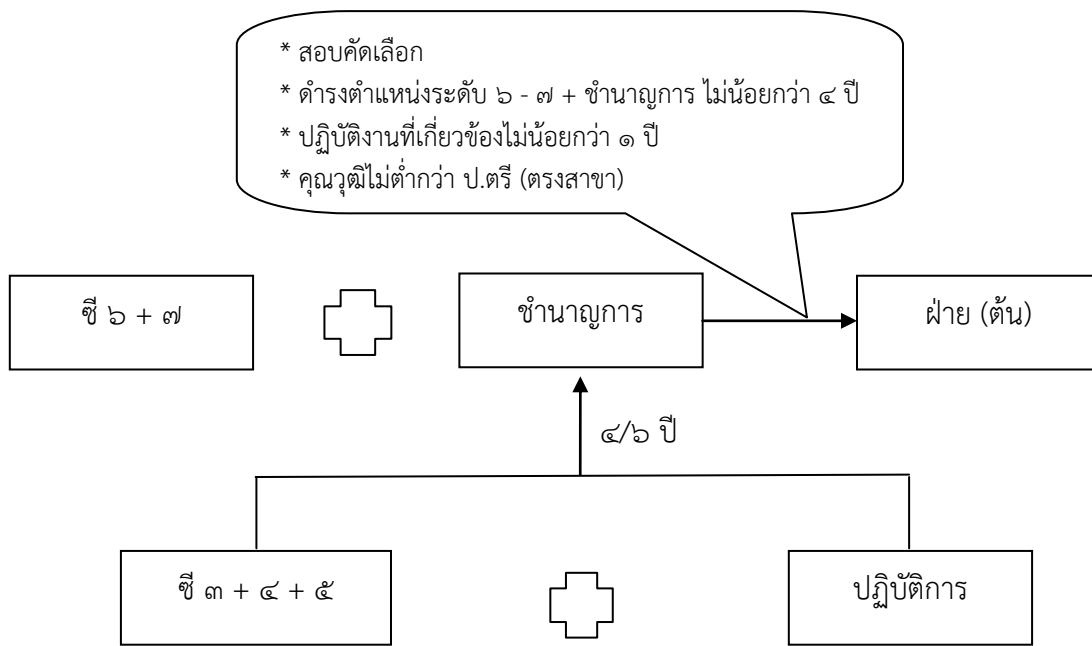 * สอบคัดเลือก
* ดำรงตำแหน่งระดับ ๖ - ๗ + ชำนาญการ ไม่น้อยกว่า ๔ ปี
* ปฏิบัติงานที่เกี่ยวข้องไม่น้อยกว่า ๑ ปี
* คุณวุฒิไม่ต่ำกว่า ป.ตรี (ตรงสาขา)
ซี ๖ + ๗
ชำนาญการ
ฝ่าย (ต้น)
๔/๖ ปี
ซี ๓ + ๔ + ๕
ปฏิบัติการ